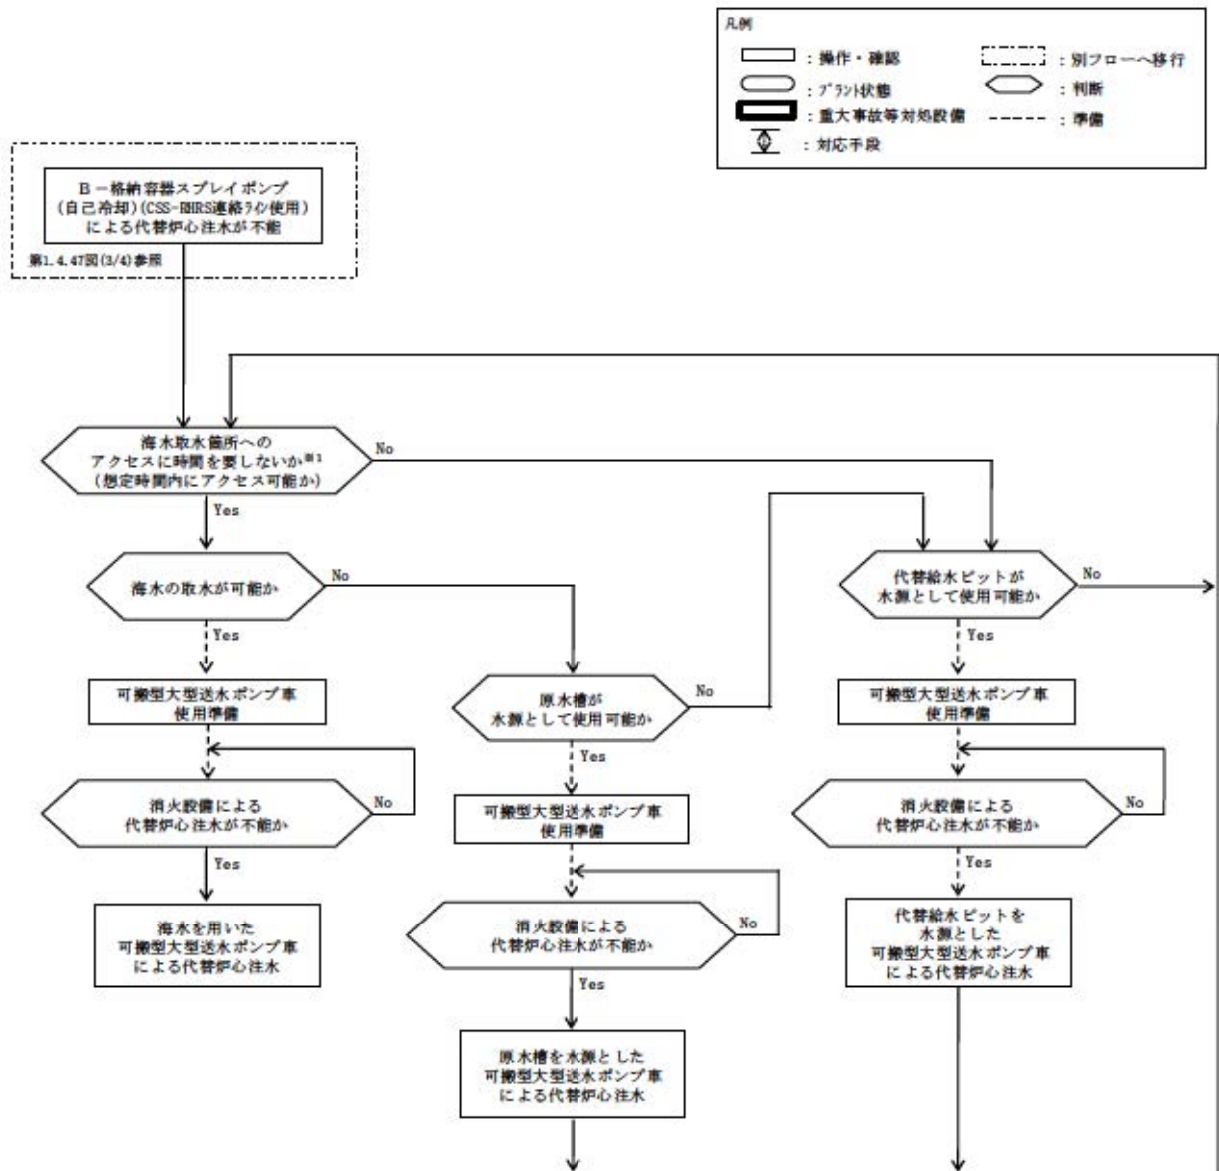 凡例
: 操作・確認
: 別フローへ移行
: プラント状態
: 判断
: 重大事故等対処設備
: 準備
: 対応手段
B－格納容器スプレイポンプ
(自己冷却)(CSS-RHRS連絡ライン使用)
による代替炉心注水が不能
第1.4.47図(3/4)参照
海水取水箇所への
アクセスに時間を要しないか※1
(想定時間内にアクセス可能か)
No
Yes
海水の取水が可能か
No
Yes
可搬型大型送水ポンプ車
使用準備
消火設備による
代替炉心注水が不能か
No
Yes
海水を用いた
可搬型大型送水ポンプ車
による代替炉心注水
原水槽が
水源として使用可能か
No
Yes
可搬型大型送水ポンプ車
使用準備
消火設備による
代替炉心注水が不能か
No
Yes
原水槽を水源とした
可搬型大型送水ポンプ車
による代替炉心注水
代替給水ピットが
水源として使用可能か
No
Yes
可搬型大型送水ポンプ車
使用準備
消火設備による
代替炉心注水が不能か
No
Yes
代替給水ピットを
水源とした
可搬型大型送水ポンプ車
による代替炉心注水